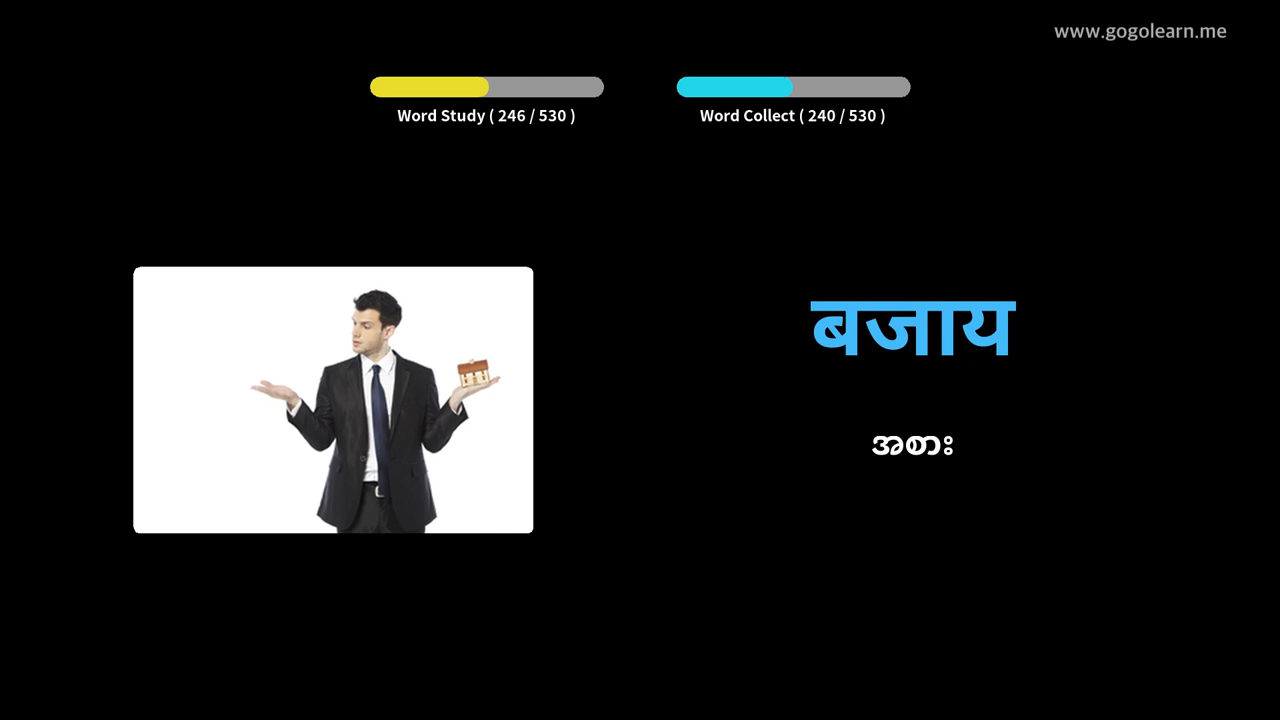 www.gogolearn.me
Word Study ( 246 / 530 )
Word Collect ( 240 / 530 )
बजाय
အစား